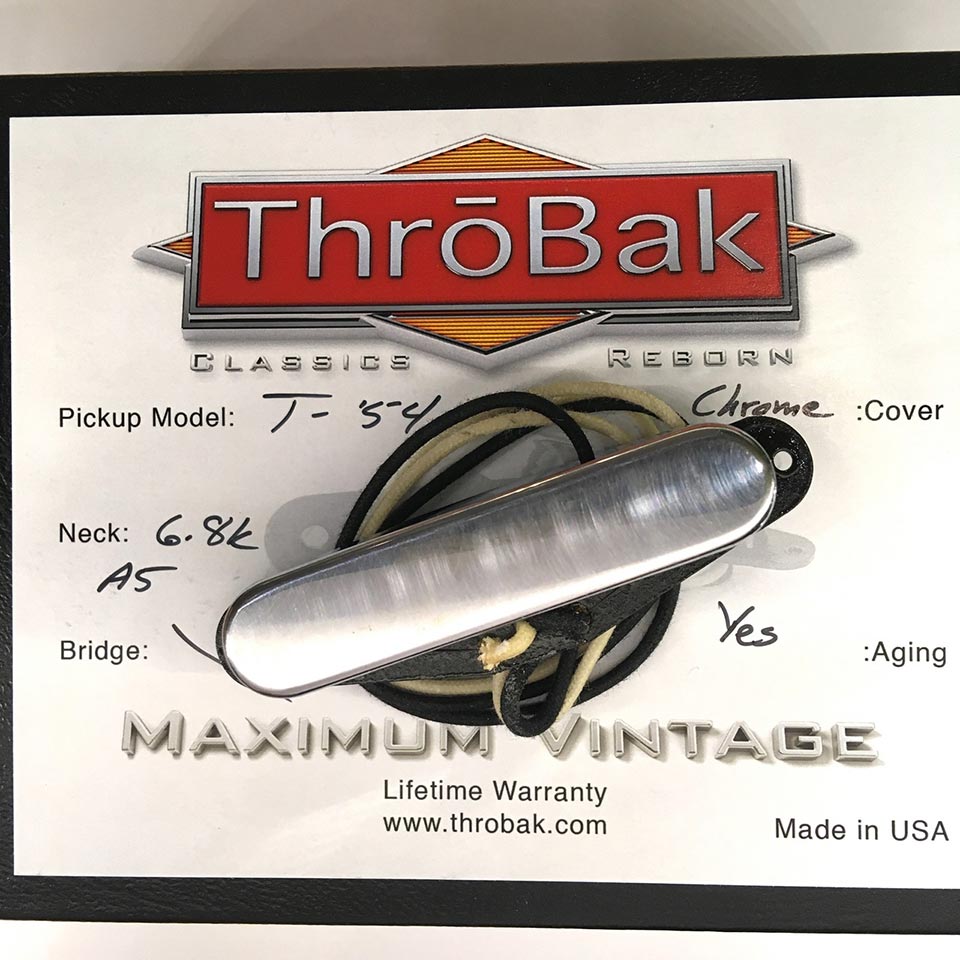 ThrōBak
CLASSICS REBORN
Pickup Model: T-'54 Chrome :Cover
Neck: 6.8k
A5
Bridge: Yes :Aging
MAXIMUM VINTAGE
Lifetime Warranty
www.throbak.com
Made in USA